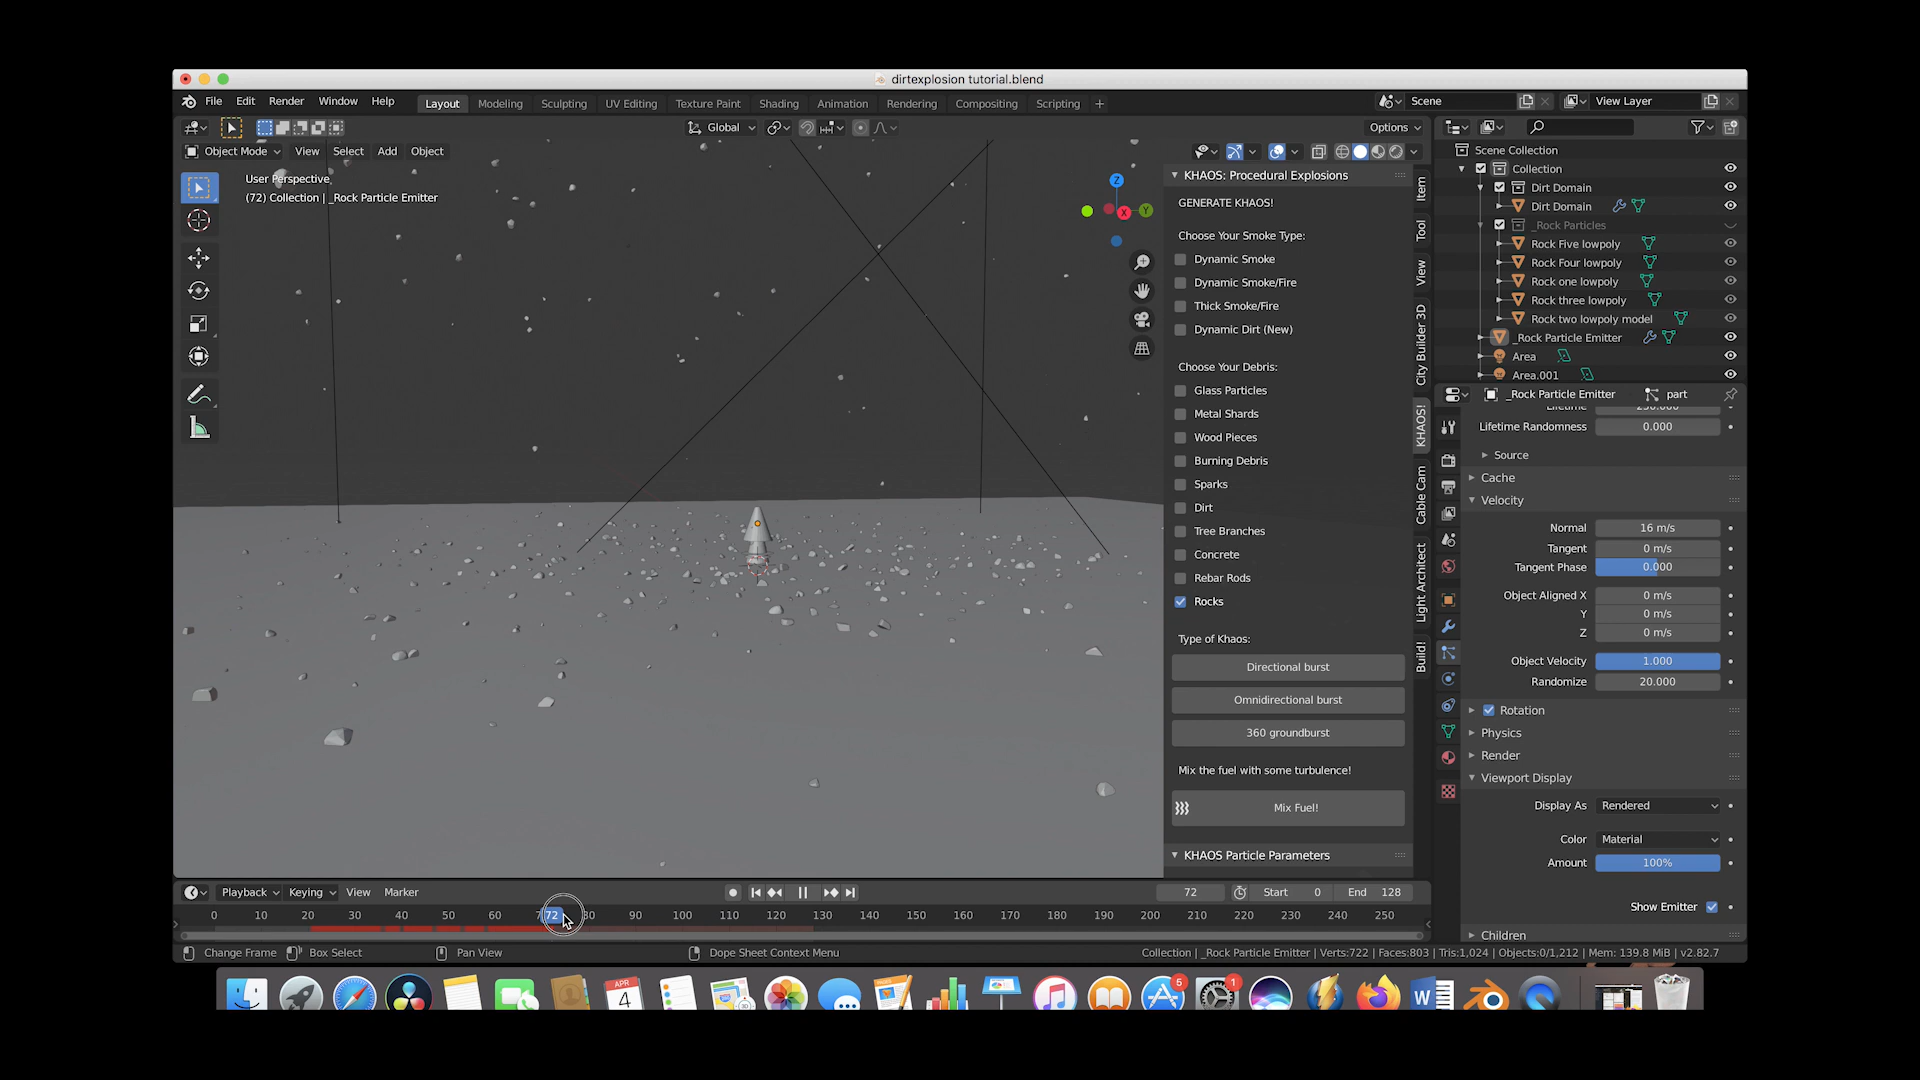 dirtexplosion tutorial.blend
File Edit Render Window Help Layout Modeling Sculpting UV Editing Texture Paint Shading Animation Rendering Compositing Scripting + Scene View Layer
Global Options
Object Mode View Select Add Object
User Perspective
(72) Collection | _Rock Particle Emitter
Z
X
Y
KHAOS: Procedural Explosions
GENERATE KHAOS!
Choose Your Smoke Type:
Dynamic Smoke
Dynamic Smoke/Fire
Thick Smoke/Fire
Dynamic Dirt (New)
Choose Your Debris:
Glass Particles
Metal Shards
Wood Pieces
Burning Debris
Sparks
Dirt
Tree Branches
Concrete
Rebar Rods
Rocks
Type of Khaos:
Directional burst
Omnidirectional burst
360 groundburst
Mix the fuel with some turbulence!
Mix Fuel!
KHAOS Particle Parameters
Item
Tool
View
City Builder 3D
KHAOS!
Cable Cam
Light Architect
Build!
Scene Collection
Collection
Dirt Domain
Dirt Domain
_Rock Particles
Rock Five lowpoly
Rock Four lowpoly
Rock one lowpoly
Rock three lowpoly
Rock two lowpoly model
_Rock Particle Emitter
Area
Area.001
_Rock Particle Emitter part
Lifetime Randomness 0.000
Source
Cache
Velocity
Normal 16 m/s
Tangent 0 m/s
Tangent Phase 0.000
Object Aligned X 0 m/s
Y 0 m/s
Z 0 m/s
Object Velocity 1.000
Randomize 20.000
Rotation
Physics
Render
Viewport Display
Display As Rendered
Color Material
Amount 100%
Show Emitter
Children
Playback Keying View Marker 72 Start 0 End 128
0 10 20 30 40 50 60 72 80 90 100 110 120 130 140 150 160 170 180 190 200 210 220 230 240 250
Change Frame Box Select Pan View Dope Sheet Context Menu Collection | _Rock Particle Emitter | Verts:722 | Faces:803 | Tris:1,024 | Objects:0/1,212 | Mem: 139.8 MiB | v2.82.7
APR
4
5
1
W